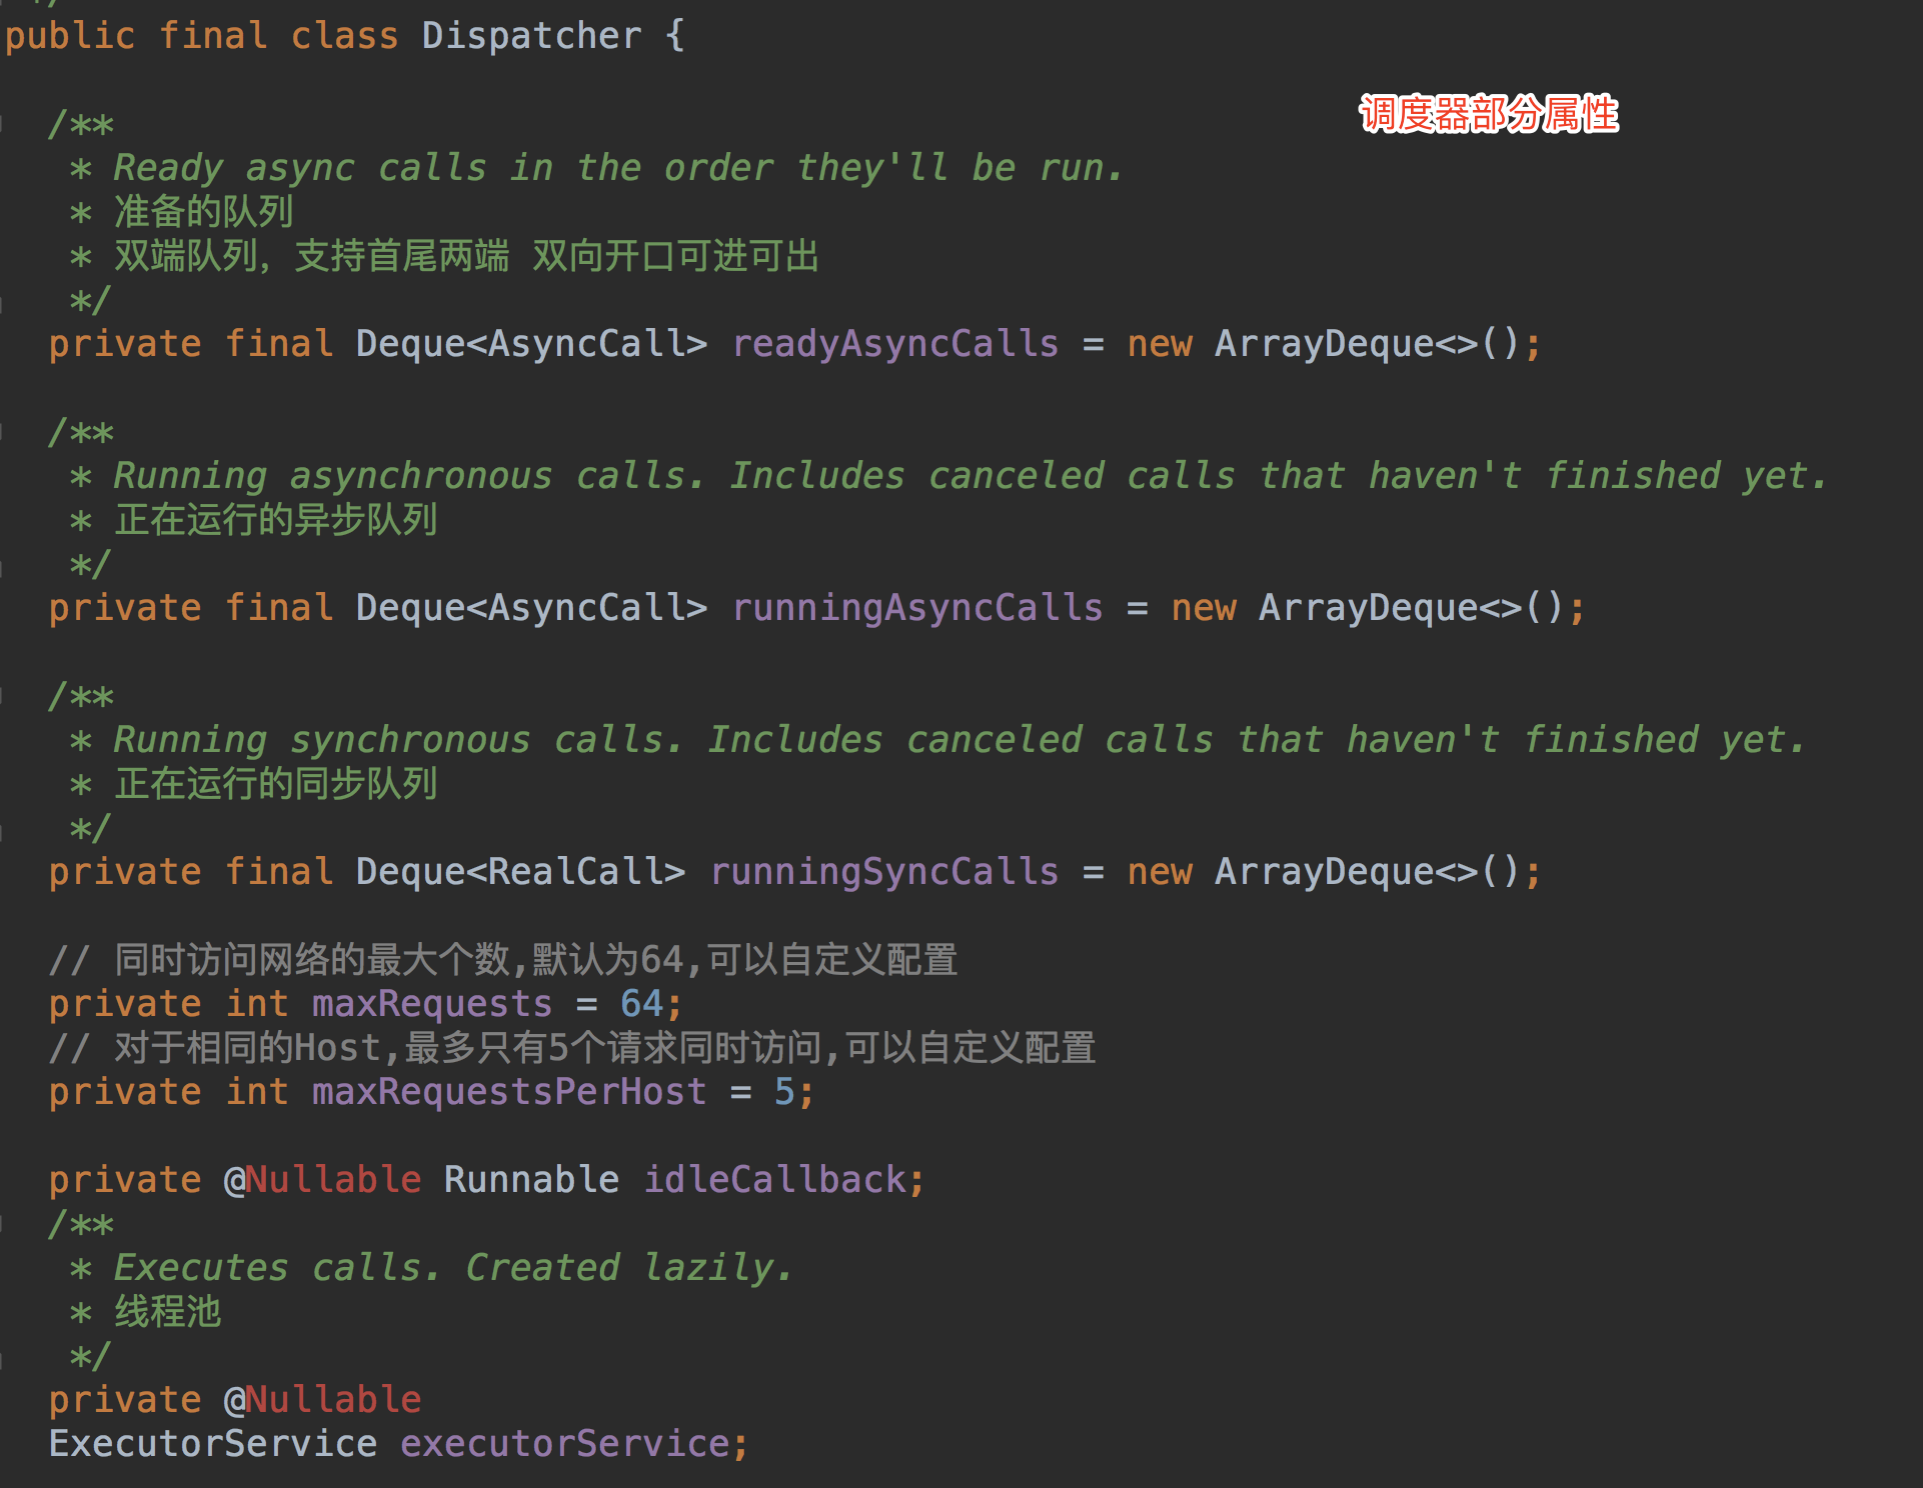 */
public final class Dispatcher {
调度器部分属性
/**
* Ready async calls in the order they'll be run.
* 准备的队列
* 双端队列，支持首尾两端 双向开口可进可出
*/
private final Deque<AsyncCall> readyAsyncCalls = new ArrayDeque<>();
/**
* Running asynchronous calls. Includes canceled calls that haven't finished yet.
* 正在运行的异步队列
*/
private final Deque<AsyncCall> runningAsyncCalls = new ArrayDeque<>();
/**
* Running synchronous calls. Includes canceled calls that haven't finished yet.
* 正在运行的同步队列
*/
private final Deque<RealCall> runningSyncCalls = new ArrayDeque<>();
// 同时访问网络的最大个数,默认为64,可以自定义配置
private int maxRequests = 64;
// 对于相同的Host,最多只有5个请求同时访问,可以自定义配置
private int maxRequestsPerHost = 5;
private @Nullable Runnable idleCallback;
/**
* Executes calls. Created lazily.
* 线程池
*/
private @Nullable
ExecutorService executorService;